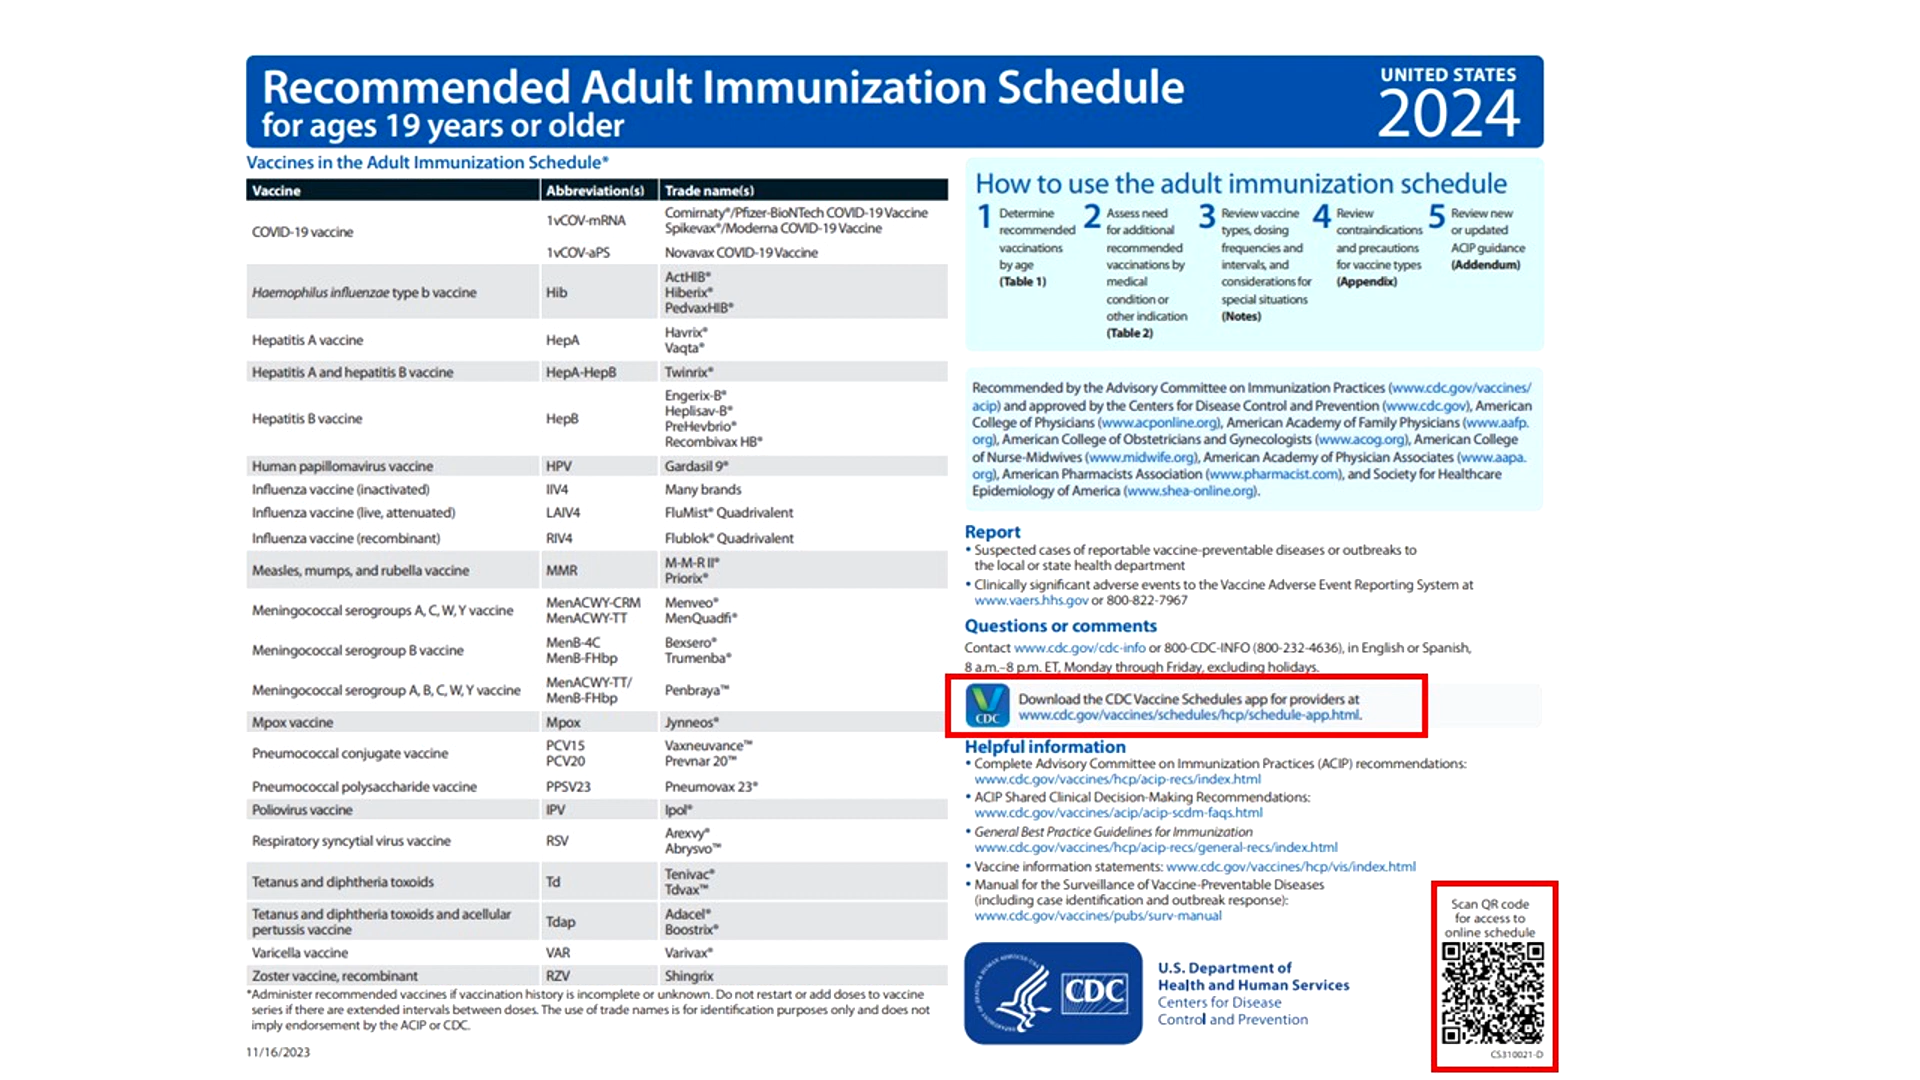 Recommended Adult Immunization Schedule
for ages 19 years or older
UNITED STATES
2024
Vaccines in the Adult Immunization Schedule*
Vaccine Abbreviation(s) Trade name(s)
COVID-19 vaccine
1vCOV-mRNA
Comirnaty®/Pfizer-BioNTech COVID-19 Vaccine
Spikevax®/Moderna COVID-19 Vaccine
1vCOV-aPS
Novavax COVID-19 Vaccine
Haemophilus influenzae type b vaccine
Hib
ActHIB®
Hiberix®
PedvaxHIB®
Hepatitis A vaccine
HepA
Havrix®
Vaqta®
Hepatitis A and hepatitis B vaccine
HepA-HepB
Twinrix®
Hepatitis B vaccine
HepB
Engerix-B®
Heplisav-B®
PreHevbrio®
Recombivax HB®
Human papillomavirus vaccine
HPV
Gardasil 9®
Influenza vaccine (inactivated)
IIV4
Many brands
Influenza vaccine (live, attenuated)
LAIV4
FluMist® Quadrivalent
Influenza vaccine (recombinant)
RIV4
Flublok® Quadrivalent
Measles, mumps, and rubella vaccine
MMR
M-M-R II®
Priorix®
Meningococcal serogroups A, C, W, Y vaccine
MenACWY-CRM
MenACWY-TT
Menveo®
MenQuadfi®
Meningococcal serogroup B vaccine
MenB-4C
MenB-FHbp
Bexsero®
Trumenba®
Meningococcal serogroup A, B, C, W, Y vaccine
MenACWY-TT/
MenB-FHbp
Penbraya™
Mpox vaccine
Mpox
Jynneos®
Pneumococcal conjugate vaccine
PCV15
PCV20
Vaxneuvance™
Prevnar 20™
Pneumococcal polysaccharide vaccine
PPSV23
Pneumovax 23®
Poliovirus vaccine
IPV
Ipol®
Respiratory syncytial virus vaccine
RSV
Arexvy®
Abrysvo™
Tetanus and diphtheria toxoids
Td
Tenivac®
Tdvax™
Tetanus and diphtheria toxoids and acellular
pertussis vaccine
Tdap
Adacel®
Boostrix®
Varicella vaccine
VAR
Varivax®
Zoster vaccine, recombinant
RZV
Shingrix
*Administer recommended vaccines if vaccination history is incomplete or unknown. Do not restart or add doses to vaccine
series if there are extended intervals between doses. The use of trade names is for identification purposes only and does not
imply endorsement by the ACIP or CDC.
11/16/2023
How to use the adult immunization schedule
1
Determine
recommended
vaccinations
by age
(Table 1)
2
Assess need
for additional
recommended
vaccinations by
medical
condition or
other indication
(Table 2)
3
Review vaccine
types, dosing
frequencies and
intervals, and
considerations for
special situations
(Notes)
4
Review
contraindications
and precautions
for vaccine types
(Appendix)
5
Review new
or updated
ACIP guidance
(Addendum)
Recommended by the Advisory Committee on Immunization Practices (www.cdc.gov/vaccines/
acip) and approved by the Centers for Disease Control and Prevention (www.cdc.gov), American
College of Physicians (www.acponline.org), American Academy of Family Physicians (www.aafp.
org), American College of Obstetricians and Gynecologists (www.acog.org), American College
of Nurse-Midwives (www.midwife.org), American Academy of Physician Associates (www.aapa.
org), American Pharmacists Association (www.pharmacist.com), and Society for Healthcare
Epidemiology of America (www.shea-online.org).
Report
• Suspected cases of reportable vaccine-preventable diseases or outbreaks to
the local or state health department
• Clinically significant adverse events to the Vaccine Adverse Event Reporting System at
www.vaers.hhs.gov or 800-822-7967
Questions or comments
Contact www.cdc.gov/cdc-info or 800-CDC-INFO (800-232-4636), in English or Spanish,
8 a.m.–8 p.m. ET, Monday through Friday, excluding holidays.
CDC
Download the CDC Vaccine Schedules app for providers at
www.cdc.gov/vaccines/schedules/hcp/schedule-app.html.
Helpful information
• Complete Advisory Committee on Immunization Practices (ACIP) recommendations:
www.cdc.gov/vaccines/hcp/acip-recs/index.html
• ACIP Shared Clinical Decision-Making Recommendations:
www.cdc.gov/vaccines/acip/acip-scdm-faqs.html
• General Best Practice Guidelines for Immunization
www.cdc.gov/vaccines/hcp/acip-recs/general-recs/index.html
• Vaccine information statements: www.cdc.gov/vaccines/hcp/vis/index.html
• Manual for the Surveillance of Vaccine-Preventable Diseases
(including case identification and outbreak response):
www.cdc.gov/vaccines/pubs/surv-manual
CDC
U.S. Department of
Health and Human Services
Centers for Disease
Control and Prevention
Scan QR code
for access to
online schedule
CS310021-D